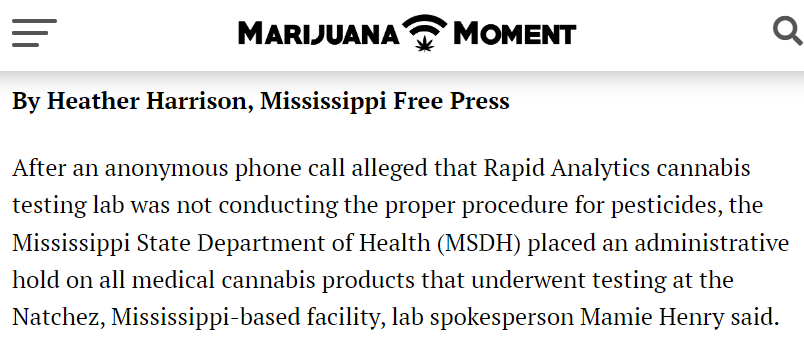 MARIJUANA MOMENT
By Heather Harrison, Mississippi Free Press
After an anonymous phone call alleged that Rapid Analytics cannabis
testing lab was not conducting the proper procedure for pesticides, the
Mississippi State Department of Health (MSDH) placed an administrative
hold on all medical cannabis products that underwent testing at the
Natchez, Mississippi-based facility, lab spokesperson Mamie Henry said.